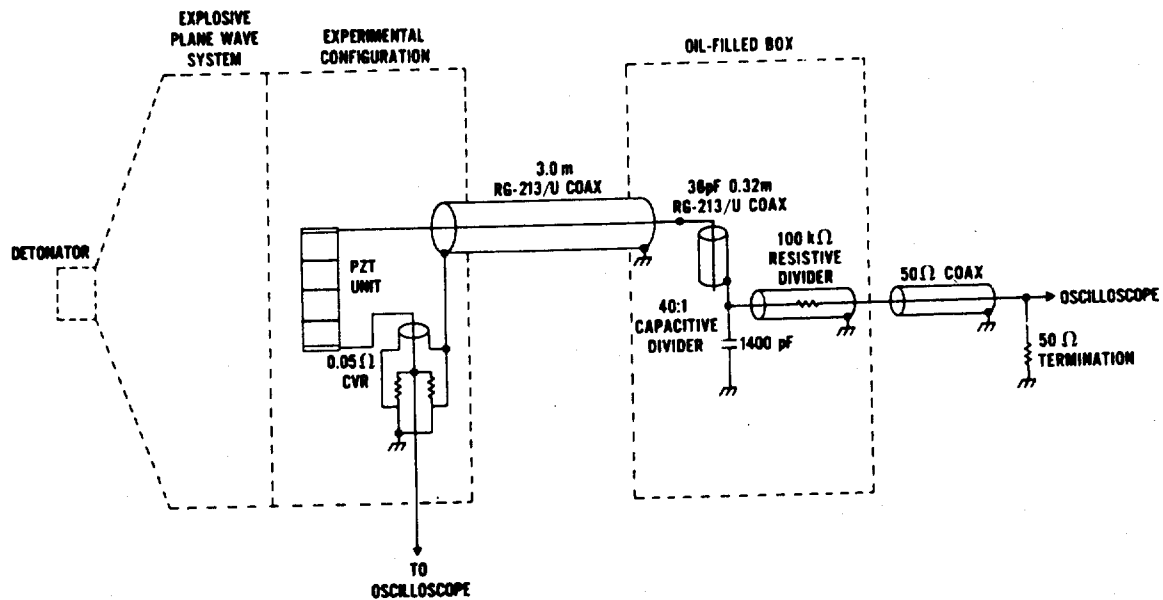 EXPLOSIVE
PLANE WAVE
SYSTEM
EXPERIMENTAL
CONFIGURATION
OIL-FILLED BOX
3.0 m
RG-213/U COAX
36pF 0.32m
RG-213/U COAX
DETONATOR
PZT
UNIT
100 kΩ
RESISTIVE
DIVIDER
50Ω COAX
OSCILLOSCOPE
40:1
CAPACITIVE
DIVIDER
1400 pF
50 Ω
TERMINATION
0.05Ω
CVR
TO
OSCILLOSCOPE